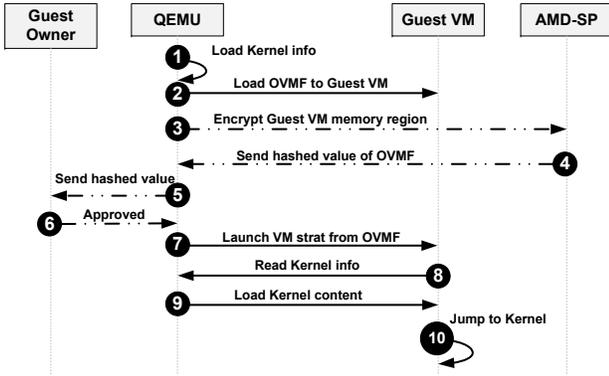 Guest
Owner
QEMU
Guest VM
AMD-SP
1
Load Kernel info
2
Load OVMF to Guest VM
3
Encrypt Guest VM memory region
Send hashed value of OVMF
4
Send hashed value
5
6
Approved
7
Launch VM strat from OVMF
Read Kernel info
8
9
Load Kernel content
Jump to Kernel
10